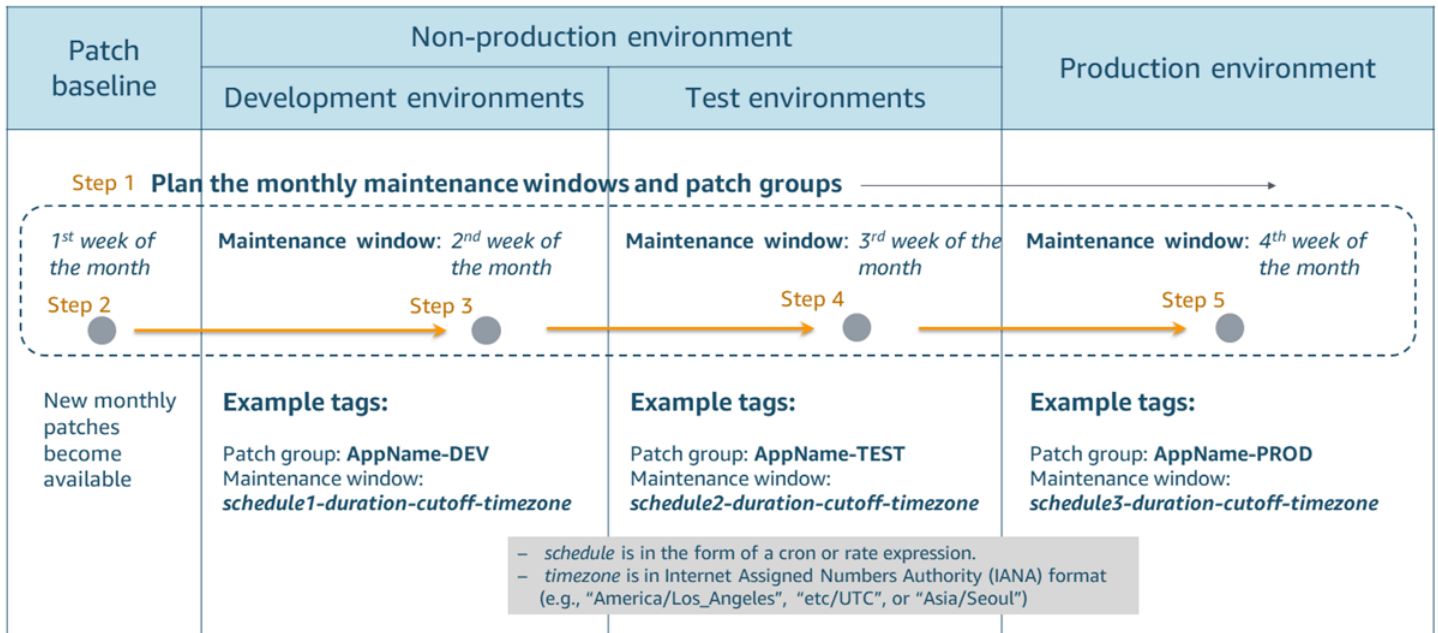 Patch
baseline
Non-production environment
Development environments
Test environments
Production environment
Step 1 Plan the monthly maintenance windows and patch groups
1st week of
the month
Step 2
Maintenance window: 2nd week of
the month
Step 3
Maintenance window: 3rd week of the
month
Step 4
Maintenance window: 4th week of
the month
Step 5
New monthly
patches
become
available
Example tags:
Patch group: AppName-DEV
Maintenance window:
schedule1-duration-cutoff-timezone
Example tags:
Patch group: AppName-TEST
Maintenance window:
schedule2-duration-cutoff-timezone
Example tags:
Patch group: AppName-PROD
Maintenance window:
schedule3-duration-cutoff-timezone
– schedule is in the form of a cron or rate expression.
– timezone is in Internet Assigned Numbers Authority (IANA) format
(e.g., “America/Los_Angeles”, “etc/UTC”, or “Asia/Seoul”)